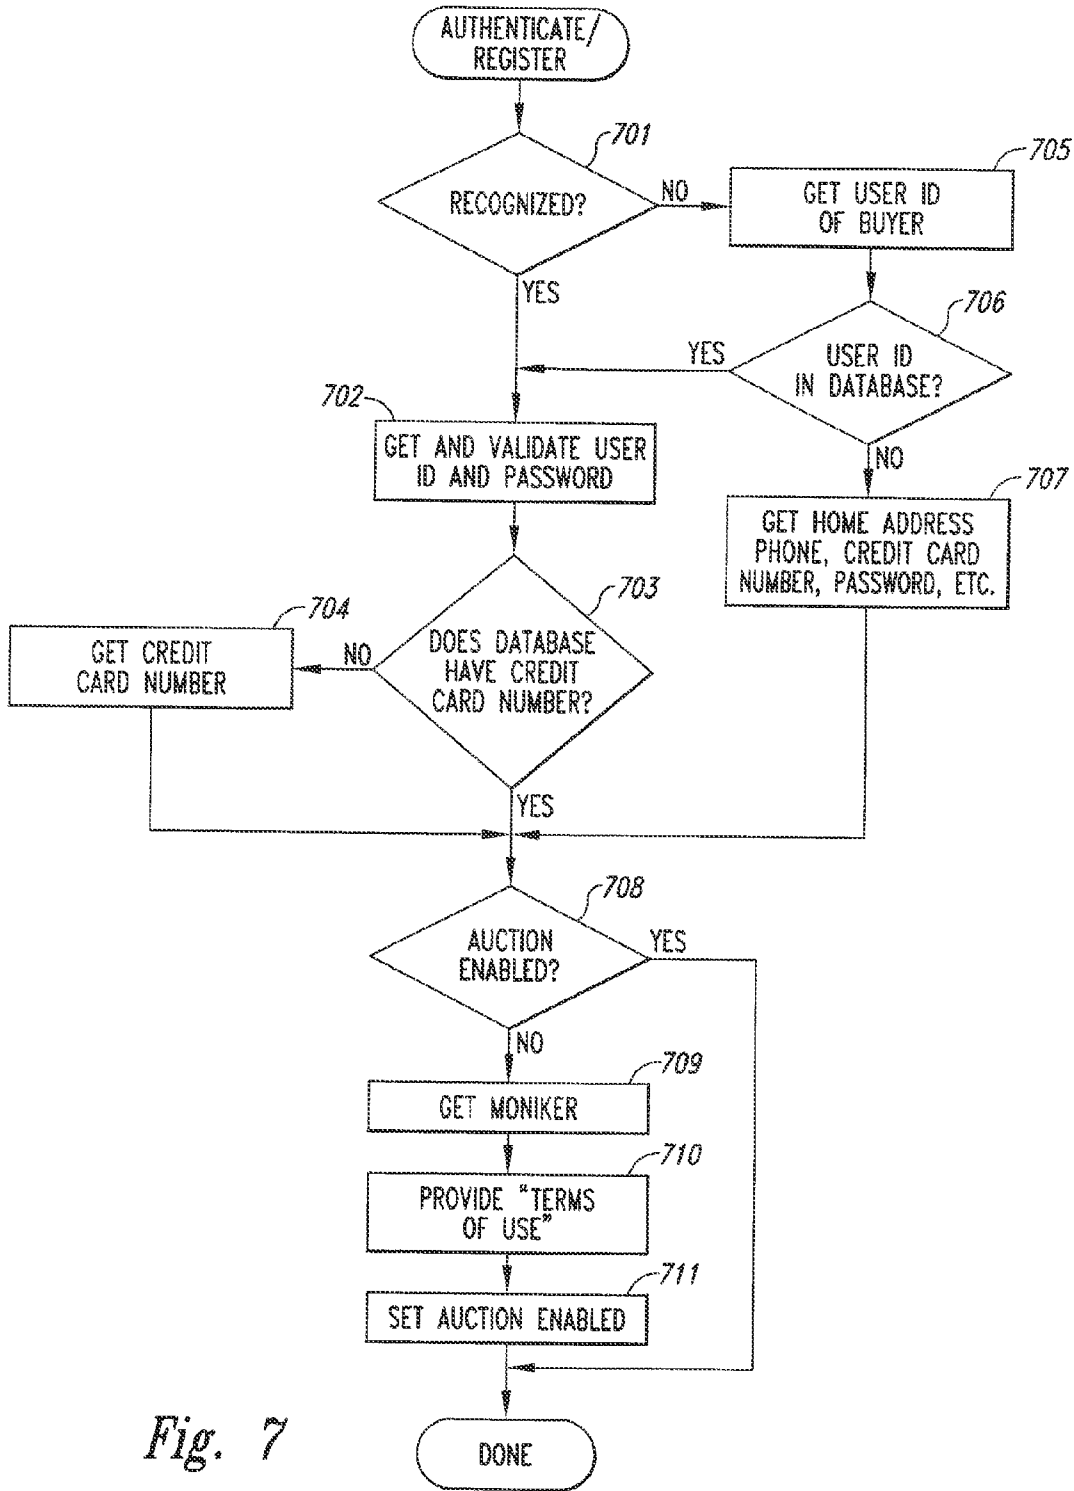 AUTHENTICATE/
REGISTER
701
RECOGNIZED?
NO
YES
705
GET USER ID
OF BUYER
706
USER ID
IN DATABASE?
YES
NO
702
GET AND VALIDATE USER
ID AND PASSWORD
707
GET HOME ADDRESS
PHONE, CREDIT CARD
NUMBER, PASSWORD, ETC.
703
DOES DATABASE
HAVE CREDIT
CARD NUMBER?
NO
YES
704
GET CREDIT
CARD NUMBER
708
AUCTION
ENABLED?
YES
NO
709
GET MONIKER
710
PROVIDE "TERMS
OF USE"
711
SET AUCTION ENABLED
DONE
Fig. 7